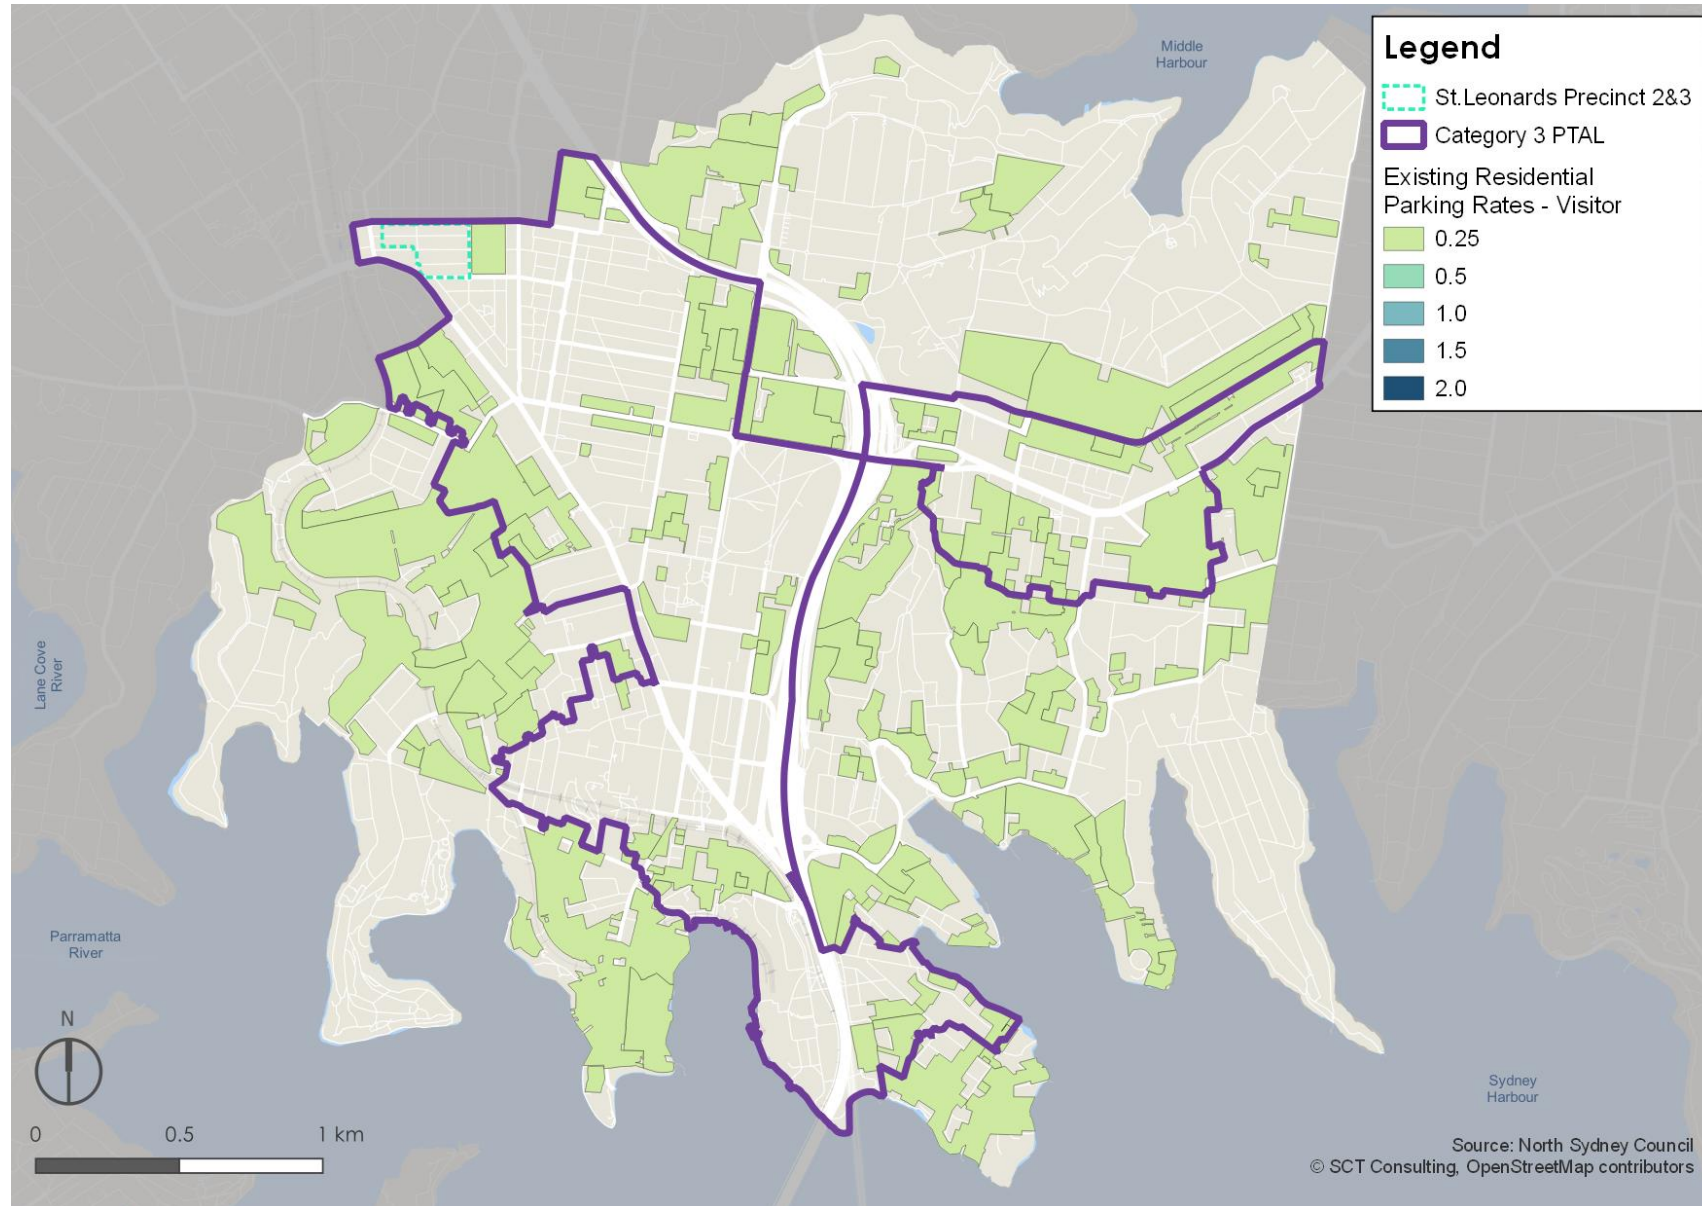 Middle
Harbour
Legend
St.Leonards Precinct 2&3
Category 3 PTAL
Existing Residential
Parking Rates - Visitor
0.25
0.5
1.0
1.5
2.0
Lane Cove
River
Parramatta
River
N
0 0.5 1 km
Sydney
Harbour
Source: North Sydney Council
© SCT Consulting, OpenStreetMap contributors